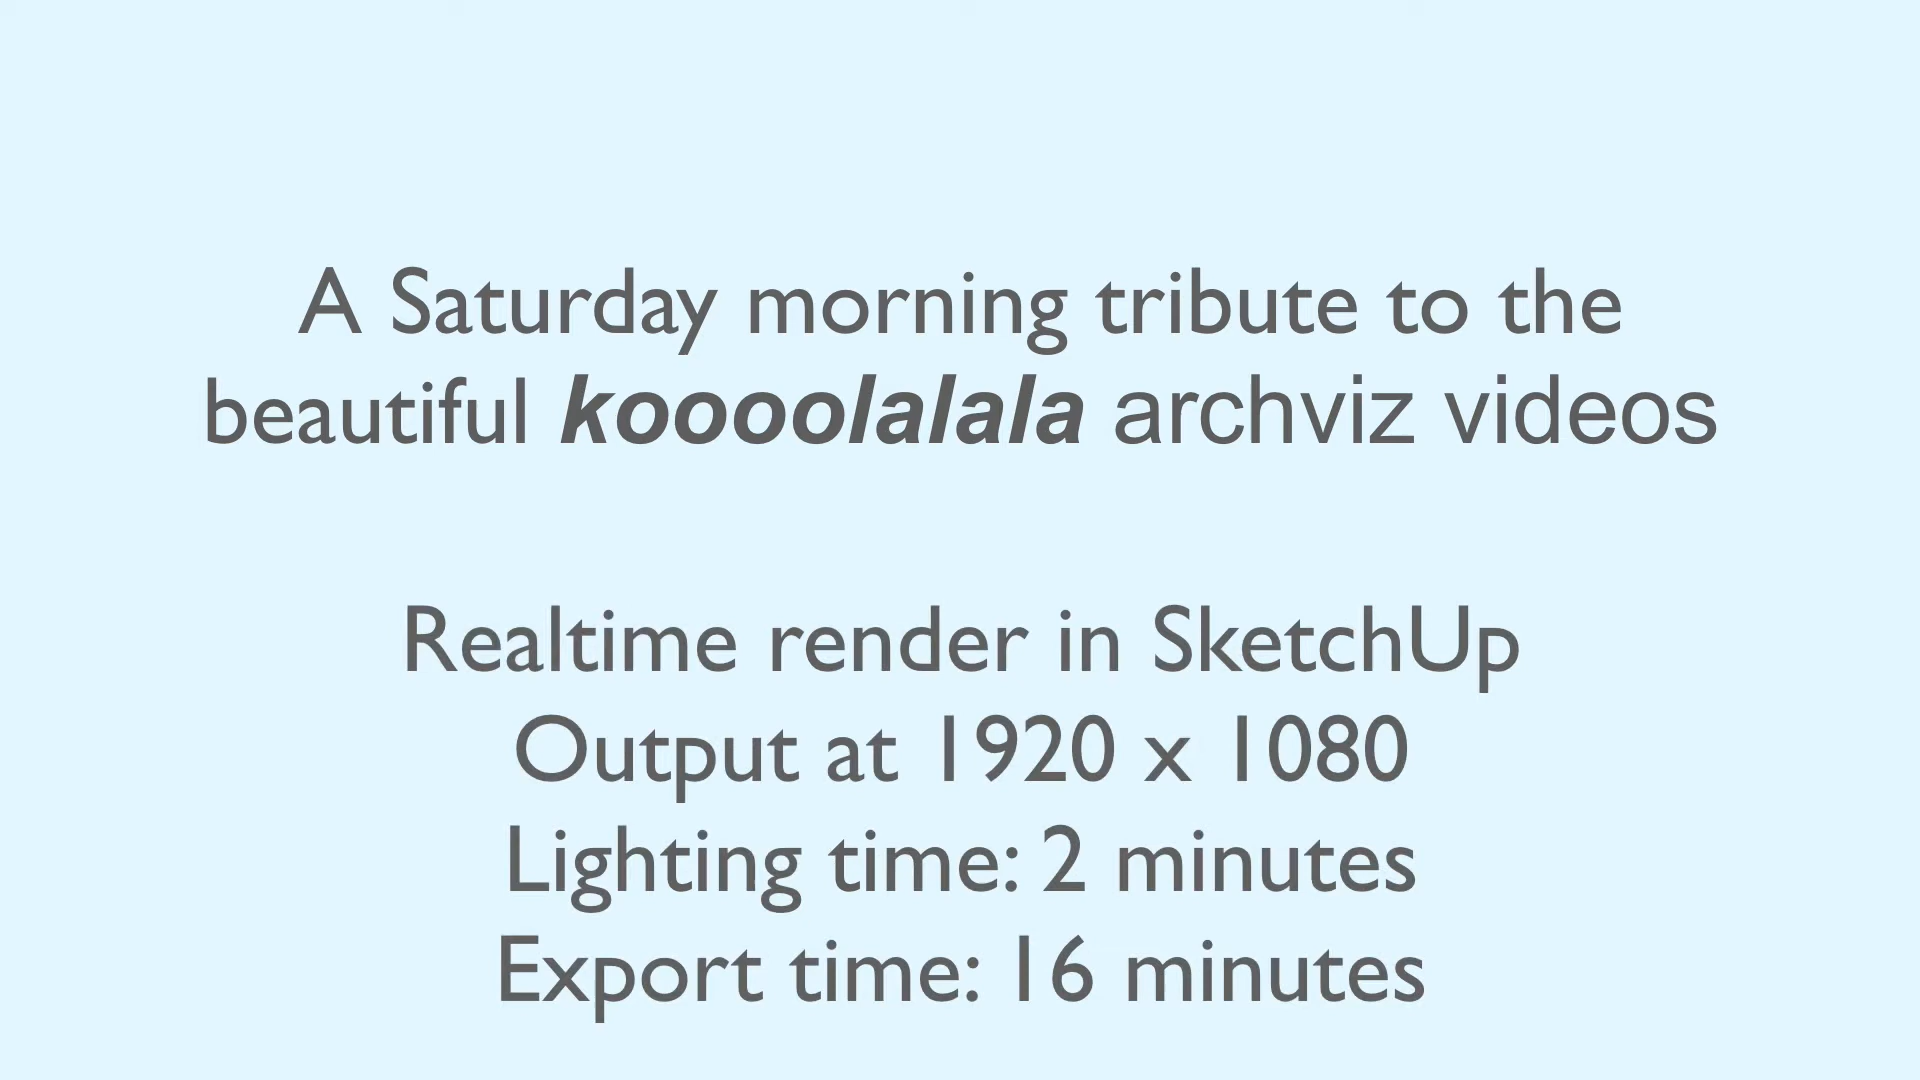 A Saturday morning tribute to the
beautiful koooolalala archviz videos
Realtime render in SketchUp
Output at 1920 x 1080
Lighting time: 2 minutes
Export time: 16 minutes